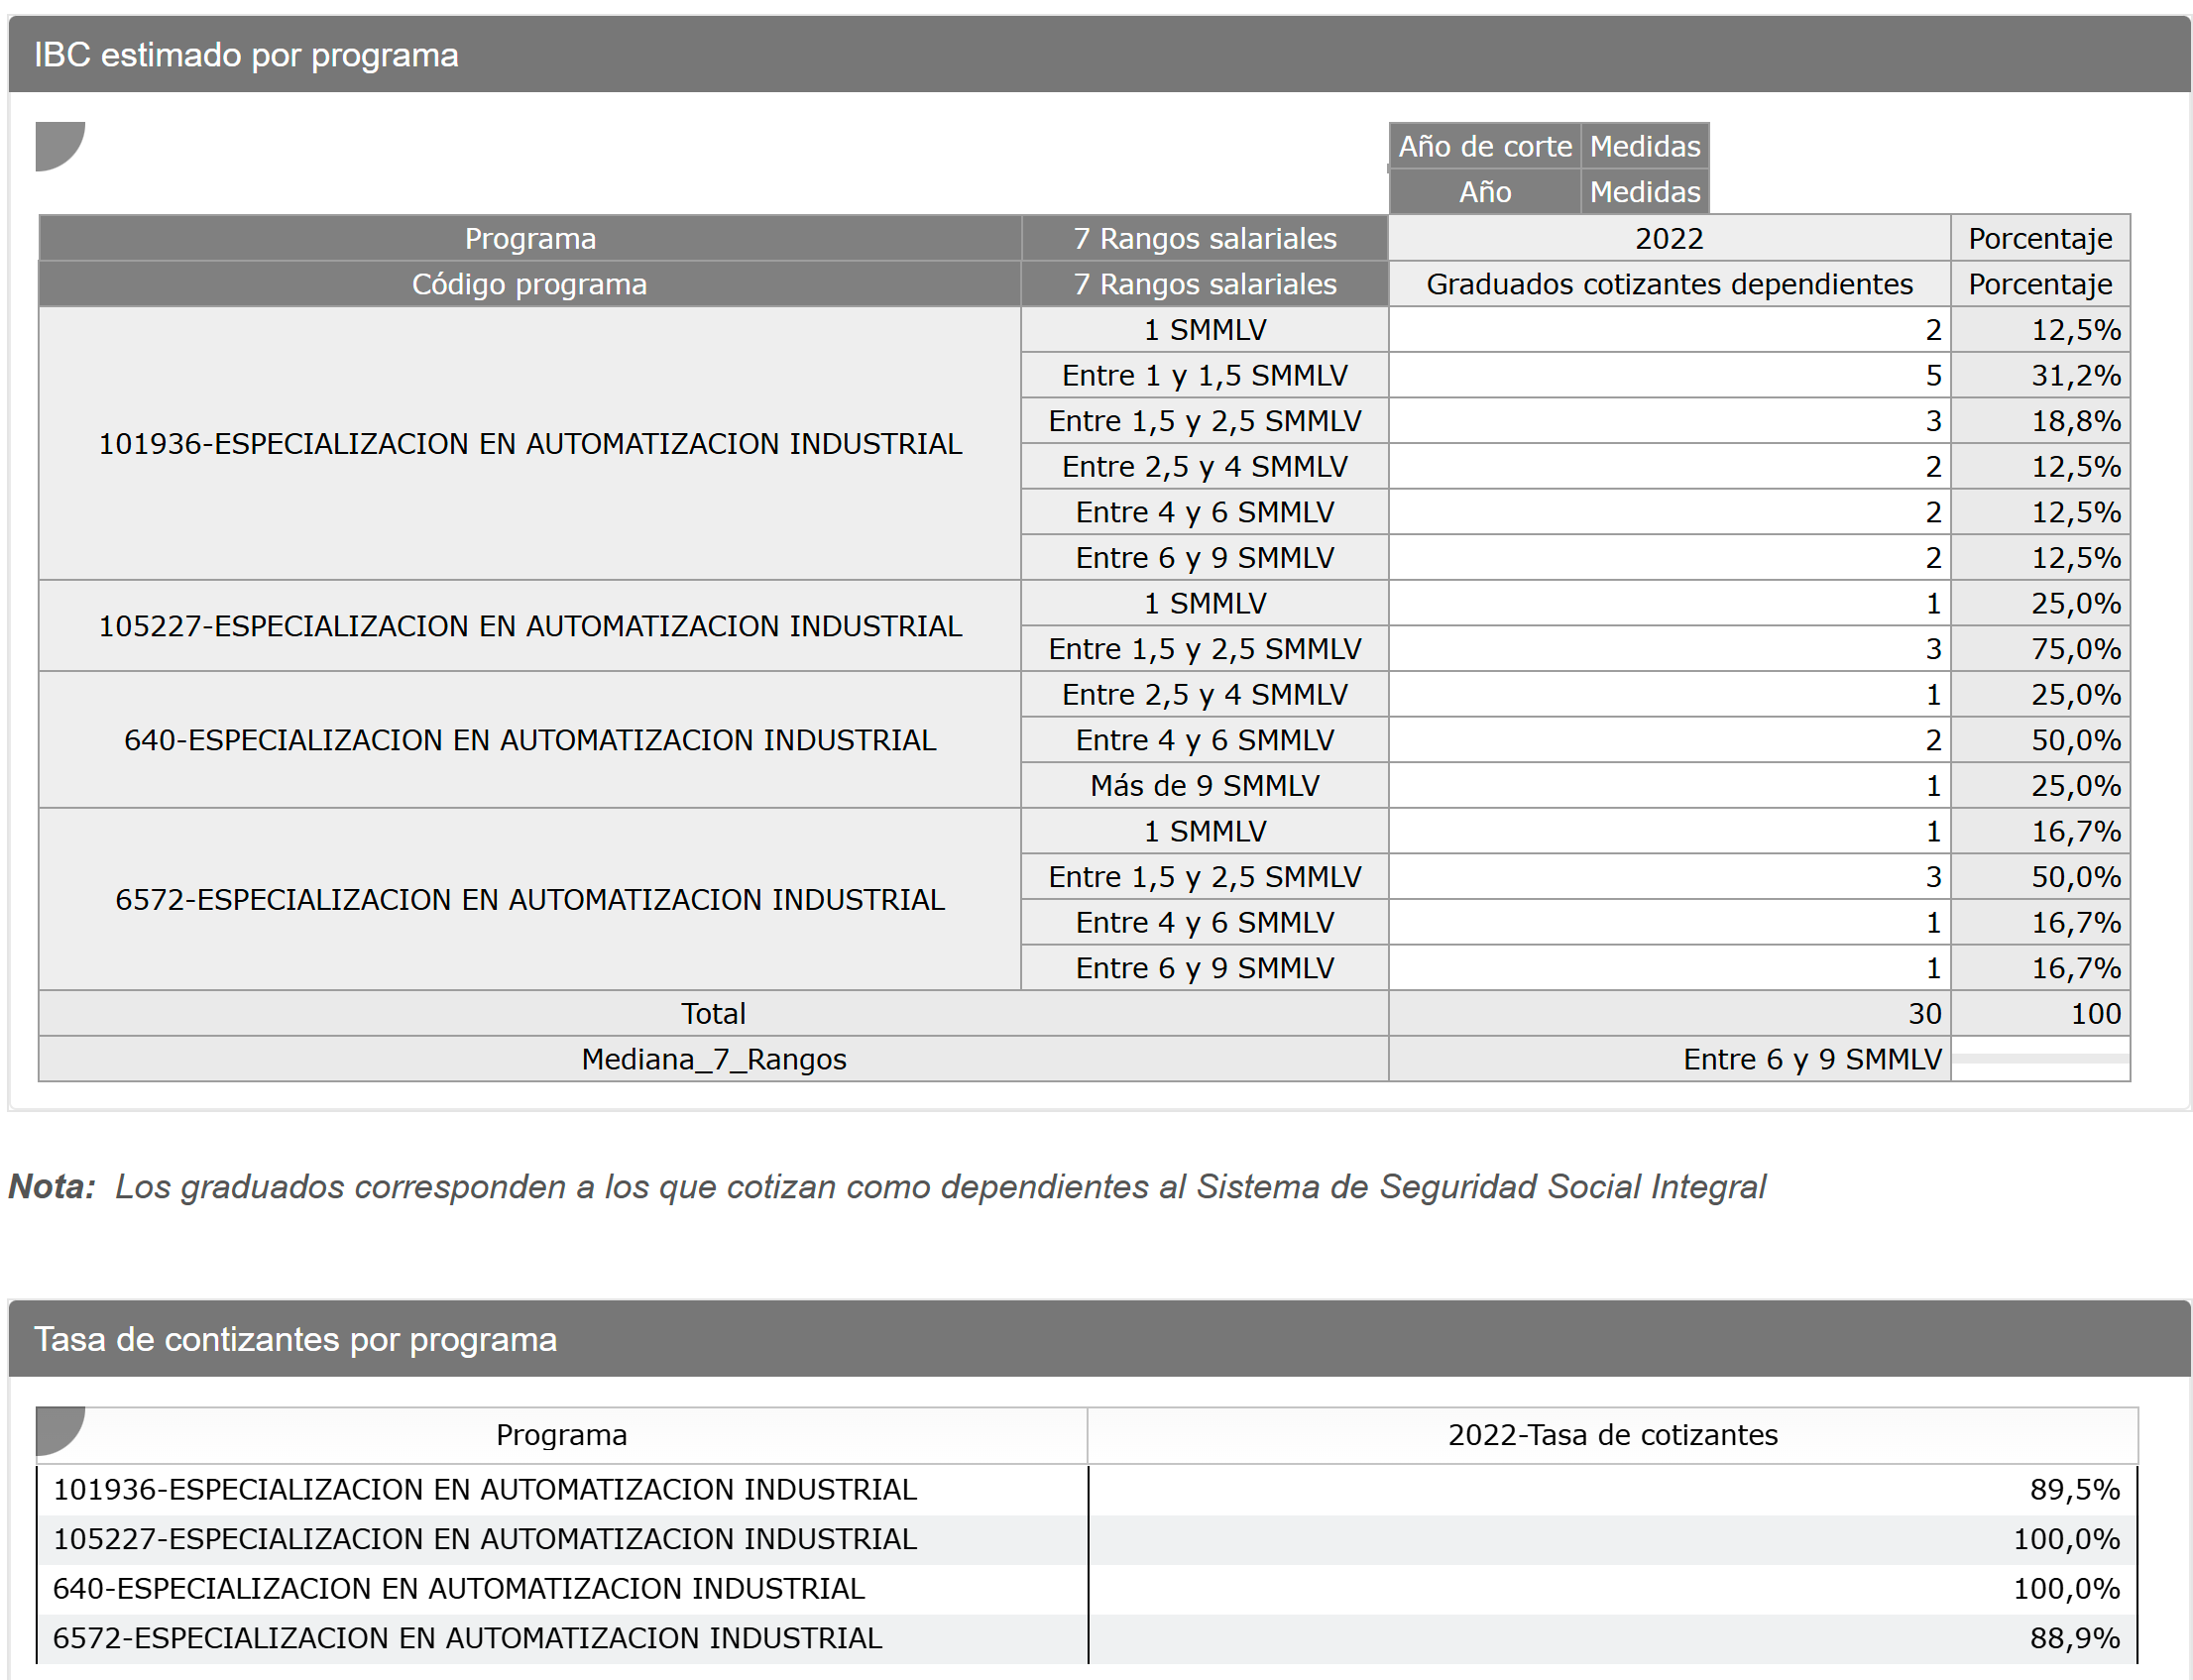 IBC estimado por programa
Año de corte Medidas
Año Medidas
Programa 7 Rangos salariales 2022 Porcentaje
Código programa 7 Rangos salariales Graduados cotizantes dependientes Porcentaje
101936-ESPECIALIZACION EN AUTOMATIZACION INDUSTRIAL 1 SMMLV 2 12,5%
Entre 1 y 1,5 SMMLV 5 31,2%
Entre 1,5 y 2,5 SMMLV 3 18,8%
Entre 2,5 y 4 SMMLV 2 12,5%
Entre 4 y 6 SMMLV 2 12,5%
Entre 6 y 9 SMMLV 2 12,5%
105227-ESPECIALIZACION EN AUTOMATIZACION INDUSTRIAL 1 SMMLV 1 25,0%
Entre 1,5 y 2,5 SMMLV 3 75,0%
640-ESPECIALIZACION EN AUTOMATIZACION INDUSTRIAL Entre 2,5 y 4 SMMLV 1 25,0%
Entre 4 y 6 SMMLV 2 50,0%
Más de 9 SMMLV 1 25,0%
6572-ESPECIALIZACION EN AUTOMATIZACION INDUSTRIAL 1 SMMLV 1 16,7%
Entre 1,5 y 2,5 SMMLV 3 50,0%
Entre 4 y 6 SMMLV 1 16,7%
Entre 6 y 9 SMMLV 1 16,7%
Total 30 100
Mediana_7_Rangos Entre 6 y 9 SMMLV
Nota: Los graduados corresponden a los que cotizan como dependientes al Sistema de Seguridad Social Integral
Tasa de contizantes por programa
Programa 2022-Tasa de cotizantes
101936-ESPECIALIZACION EN AUTOMATIZACION INDUSTRIAL 89,5%
105227-ESPECIALIZACION EN AUTOMATIZACION INDUSTRIAL 100,0%
640-ESPECIALIZACION EN AUTOMATIZACION INDUSTRIAL 100,0%
6572-ESPECIALIZACION EN AUTOMATIZACION INDUSTRIAL 88,9%